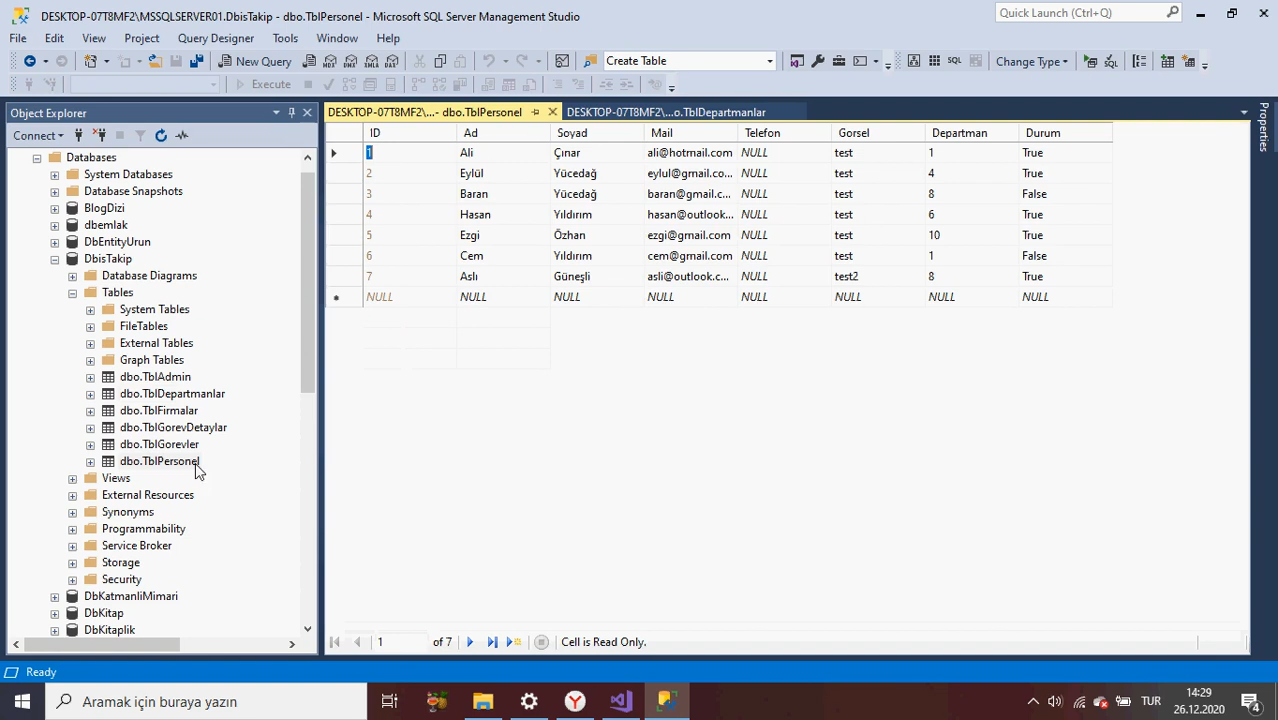 DESKTOP-07T8MF2\MSSQLSERVER01.DbisTakip - dbo.TblPersonel - Microsoft SQL Server Management Studio
Quick Launch (Ctrl+Q)
File Edit View Project Query Designer Tools Window Help
New Query Create Table Change Type
Execute
Object Explorer
DESKTOP-07T8MF2\...- dbo.TblPersonel
DESKTOP-07T8MF2\...o.TblDepartmanlar
Properties
Connect
Databases
System Databases
Database Snapshots
BlogDizi
dbemlak
DbEntityUrun
DbisTakip
Database Diagrams
Tables
System Tables
FileTables
External Tables
Graph Tables
dbo.TblAdmin
dbo.TblDepartmanlar
dbo.TblFirmalar
dbo.TblGorevDetaylar
dbo.TblGorevler
dbo.TblPersonel
Views
External Resources
Synonyms
Programmability
Service Broker
Storage
Security
DbKatmanliMimari
DbKitap
DbKitaplik
ID Ad Soyad Mail Telefon Gorsel Departman Durum
1 Ali Çınar ali@hotmail.com NULL test 1 True
2 Eylül Yücedağ eylul@gmail.co... NULL test 4 True
3 Baran Yücedağ baran@gmail.c... NULL test 8 False
4 Hasan Yıldırım hasan@outlook... NULL test 6 True
5 Ezgi Özhan ezgi@gmail.com NULL test 10 True
6 Cem Yıldırım cem@gmail.com NULL test 1 False
7 Aslı Güneşli asli@outlook.c... NULL test2 8 True
NULL NULL NULL NULL NULL NULL NULL NULL
1 of 7 Cell is Read Only.
Ready
Aramak için buraya yazın
TUR
14:29
26.12.2020
4